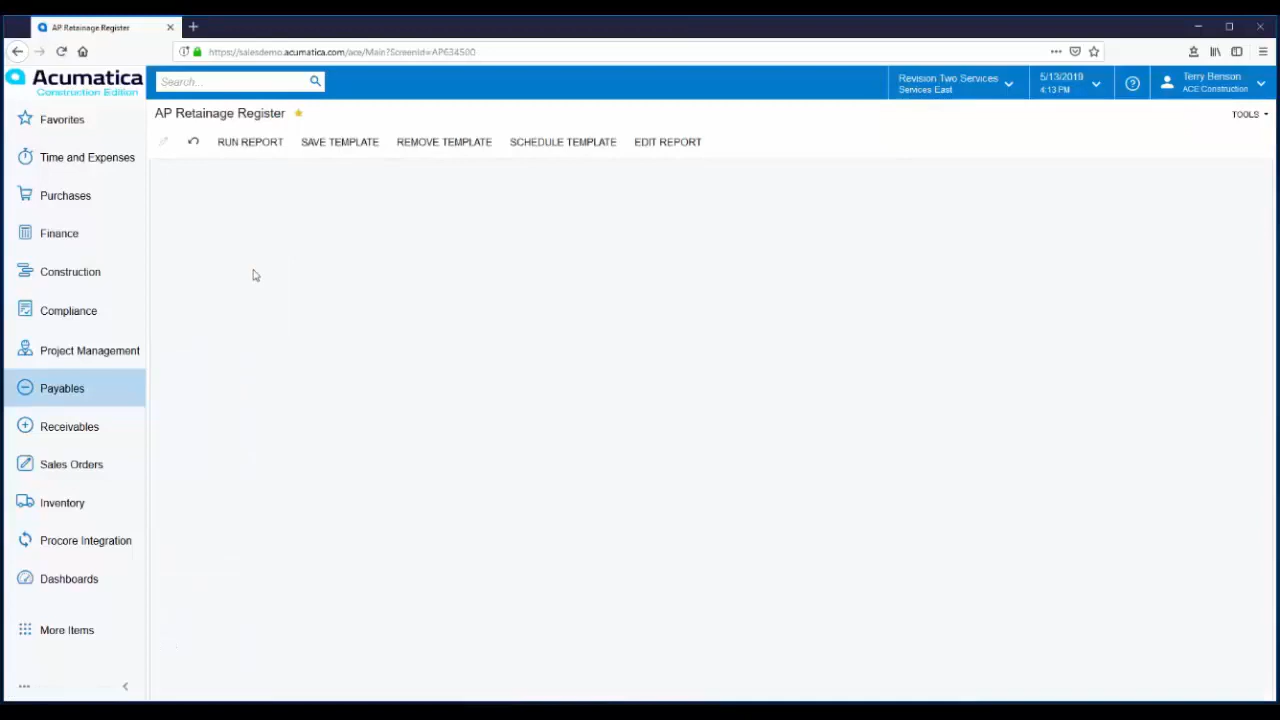 AP Retainage Register
https://salesdemo.acumatica.com/ace/Main?ScreenId=AP634500
Acumatica
Construction Edition
Search...
Revision Two Services
Services East
5/13/2019
4:13 PM
Terry Benson
ACE Construction
AP Retainage Register
TOOLS
RUN REPORT SAVE TEMPLATE REMOVE TEMPLATE SCHEDULE TEMPLATE EDIT REPORT
Favorites
Time and Expenses
Purchases
Finance
Construction
Compliance
Project Management
Payables
Receivables
Sales Orders
Inventory
Procore Integration
Dashboards
More Items